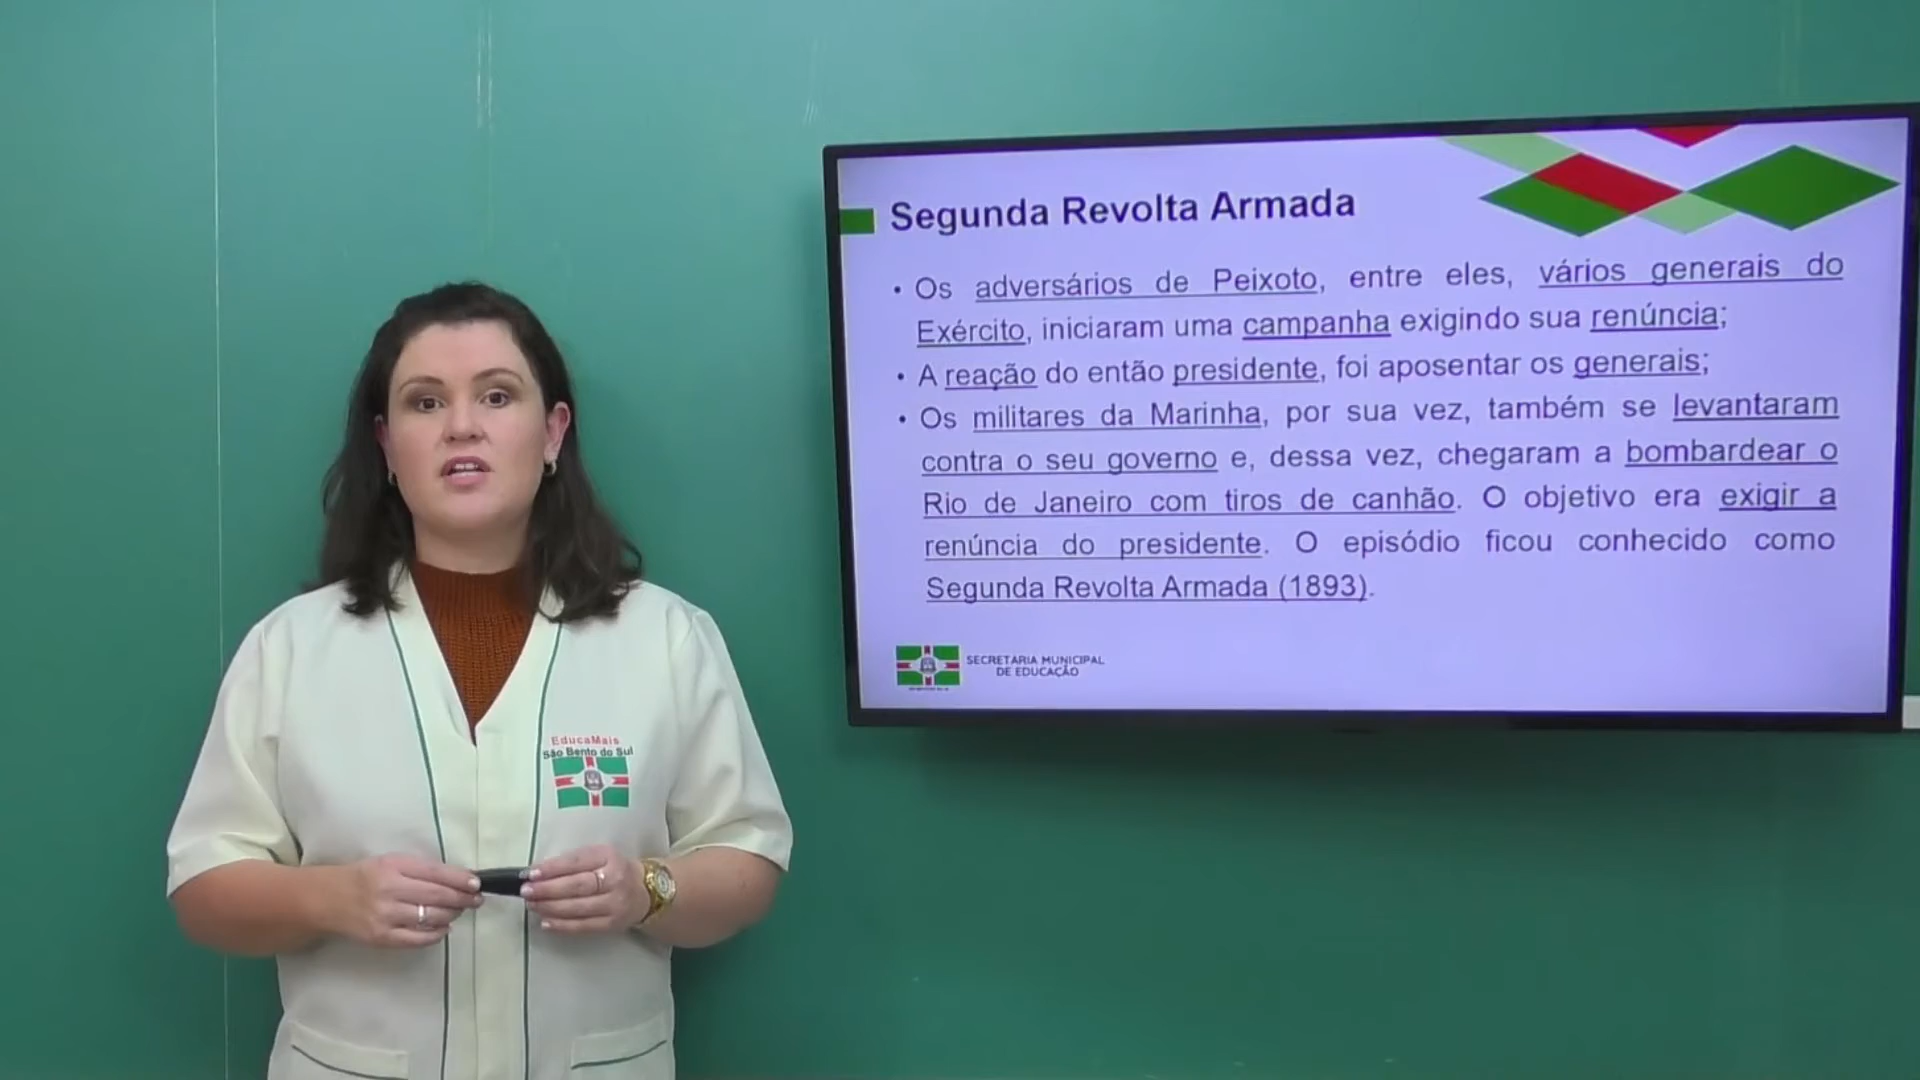 Segunda Revolta Armada
• Os adversários de Peixoto, entre eles, vários generais do
Exército, iniciaram uma campanha exigindo sua renúncia;
• A reação do então presidente, foi aposentar os generais;
• Os militares da Marinha, por sua vez, também se levantaram
contra o seu governo e, dessa vez, chegaram a bombardear o
Rio de Janeiro com tiros de canhão. O objetivo era exigir a
renúncia do presidente. O episódio ficou conhecido como
Segunda Revolta Armada (1893).
SECRETARIA MUNICIPAL
DE EDUCAÇÃO
EducaMais
São Bento do Sul